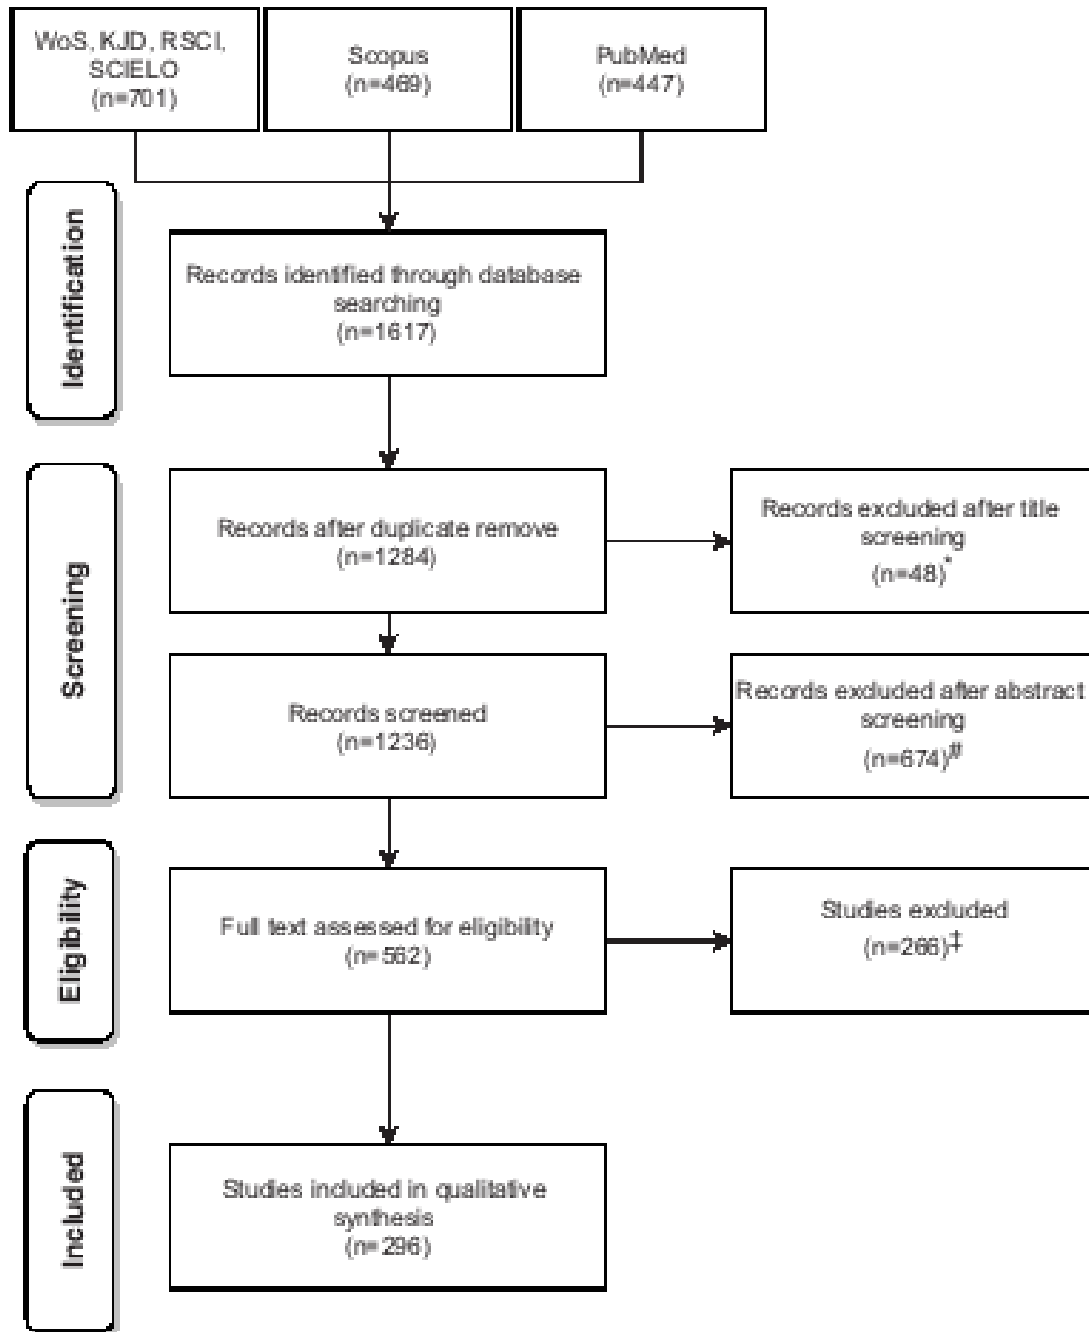 WoS, KJD, RSCI,
SCIELO
(n=701)
Scopus
(n=469)
PubMed
(n=447)
Identification
Records identified through database
searching
(n=1617)
Screening
Records after duplicate remove
(n=1284)
Records excluded after title
screening
(n=48)*
Records screened
(n=1236)
Records excluded after abstract
screening
(n=674)#
Eligibility
Full text assessed for eligibility
(n=562)
Studies excluded
(n=266)‡
Included
Studies included in qualitative
synthesis
(n=296)